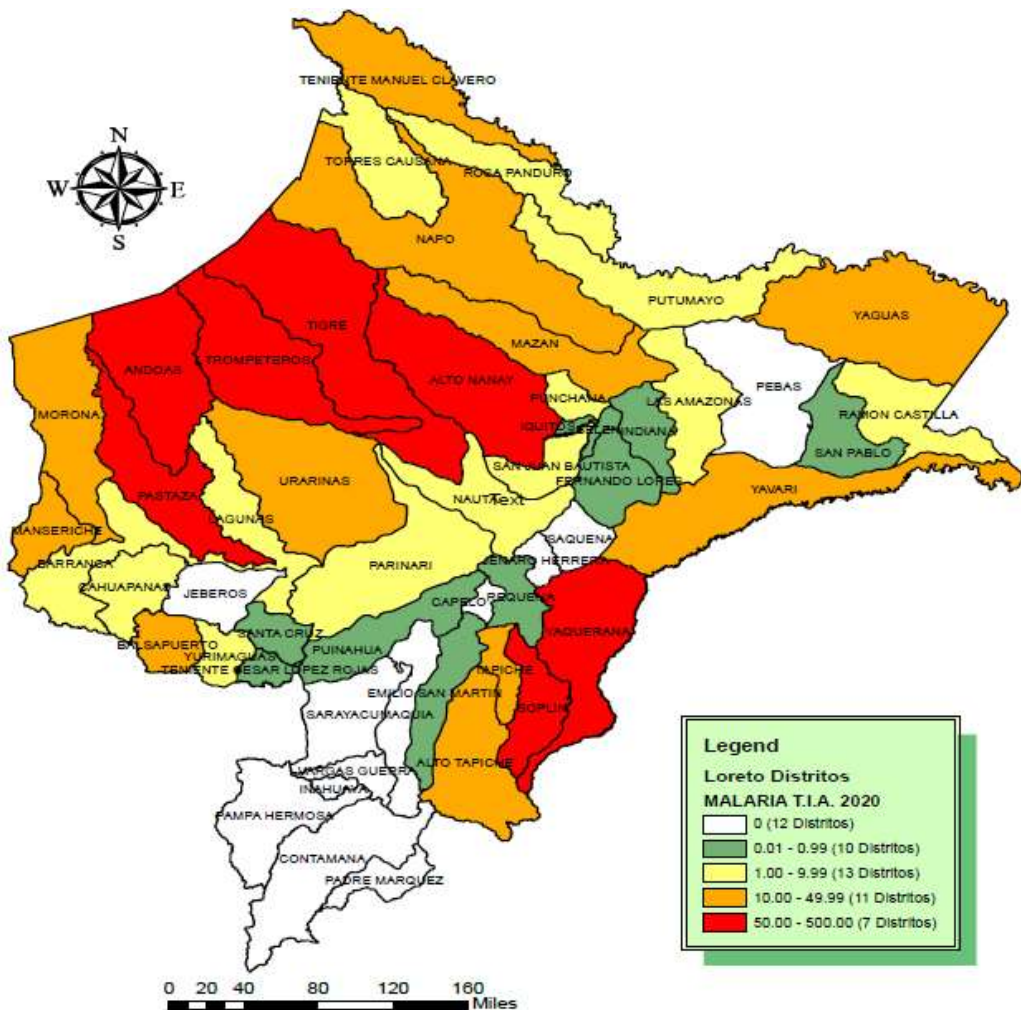 TENIENTE MANUEL CLAVERO
N
TORRES CAUSANA
ROSA PANDURO
W
E
S
NAPO
PUTUMAYO
YAGUAS
TIGRE
MAZAN
TROMPETEROS
ANDOAS
ALTO NANAY
PEBAS
PUNCHANA
LAS AMAZONAS
MORONA
RAMON CASTILLA
IQUITOS
BELEN
INDIANA
SAN PABLO
SAN JUAN BAUTISTA
URARINAS
FERNANDO LORES
YAVARI
PASTAZA
NAUTA
Text
LAGUNAS
MANSERICHE
SAQUENA
BARRANCA
PARINARI
JENARO HERRERA
CAHUAPANAS
JEBEROS
CAPELO
REQUENA
SANTA CRUZ
YAQUERANA
BALSAPUERTO
PUINAHUA
YURIMAGUAS
TENIENTE CESAR LOPEZ ROJAS
TAPICHE
EMILIO SAN MARTIN
SOPLIN
SARAYACU
MAQUIA
ALTO TAPICHE
VARGAS GUERRA
INAHUAYA
PAMPA HERMOSA
CONTAMANA
PADRE MARQUEZ
Legend
Loreto Distritos
MALARIA T.I.A. 2020
0 (12 Distritos)
0.01 - 0.99 (10 Distritos)
1.00 - 9.99 (13 Distritos)
10.00 - 49.99 (11 Distritos)
50.00 - 500.00 (7 Distritos)
0 20 40 80 120 160
Miles